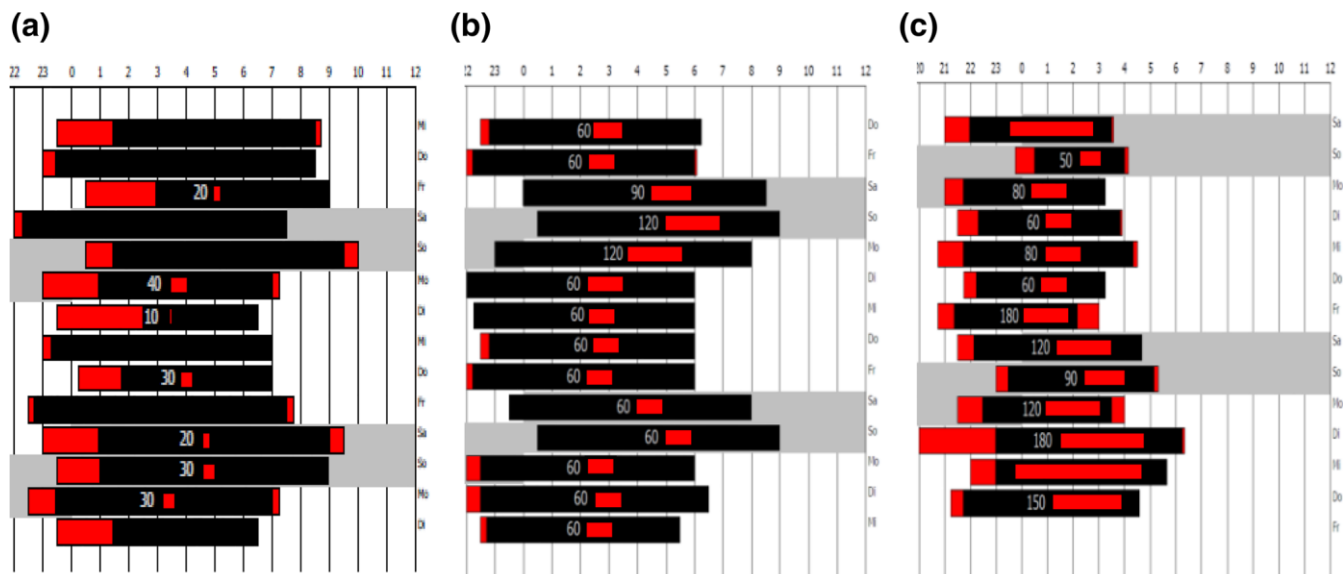 (a)
22 23 0 1 2 3 4 5 6 7 8 9 10 11 12
Mi
Do
20 Fr
Sa
So
40 Mo
10 Di
Mi
30 Do
Fr
20 Sa
30 So
30 Mo
Di
(b)
22 23 0 1 2 3 4 5 6 7 8 9 10 11 12
60 Do
60 Fr
90 Sa
120 So
120 Mo
60 Di
60 Mi
60 Do
60 Fr
60 Sa
60 So
60 Mo
60 Di
60 Mi
(c)
20 21 22 23 0 1 2 3 4 5 6 7 8 9 10 11 12
Sa
50 So
80 Mo
60 Di
80 Mi
60 Do
180 Fr
120 Sa
90 So
120 Mo
180 Di
Mi
150 Do
Fr